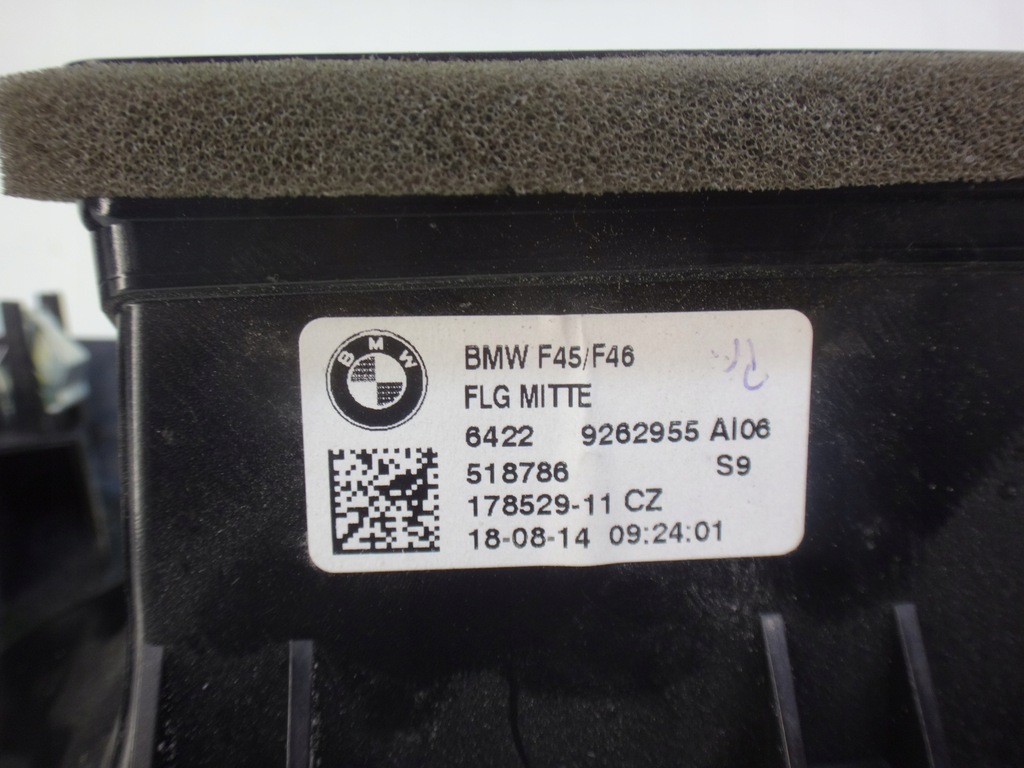 BMW
BMW F45/F46
FLG MITTE
6422 9262955 AI06
518786 S9
178529-11 CZ
18-08-14 09:24:01